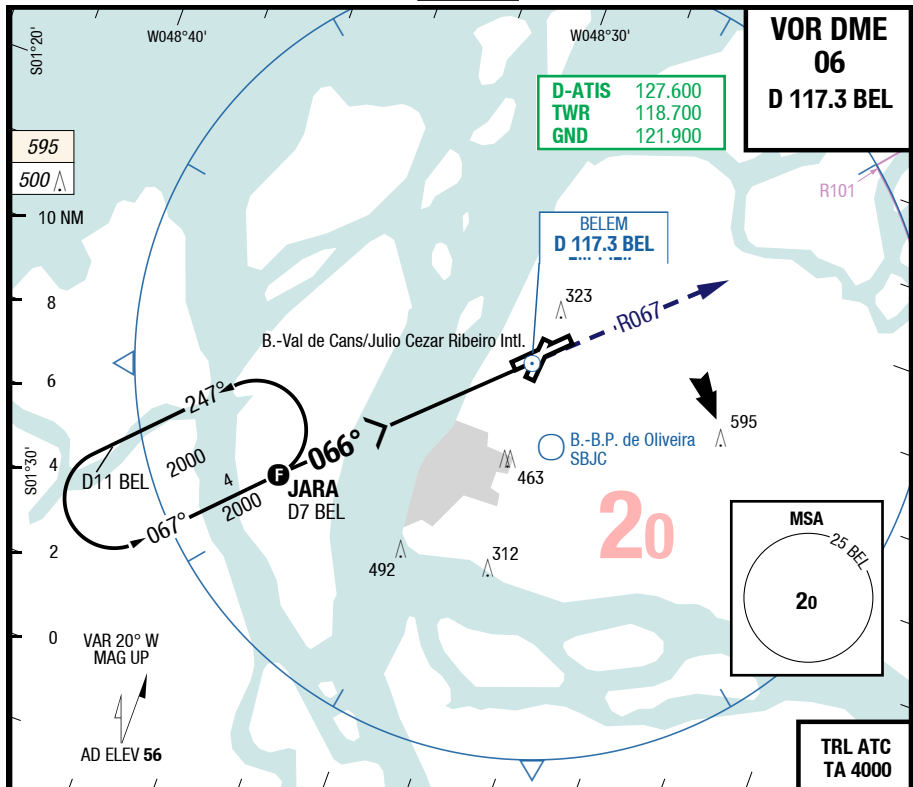 S01°20'
W048°40'
W048°30'
VOR DME
06
D 117.3 BEL
D-ATIS 127.600
TWR 118.700
GND 121.900
595
500
R101
10 NM
BELEM
D 117.3 BEL
8
323
R067
B.-Val de Cans/Julio Cezar Ribeiro Intl.
6
247°
595
066°
B.-B.P. de Oliveira
SBJC
4
S01°30'
D11 BEL
2000
4
2000
JARA
D7 BEL
F
463
20
067°
MSA
25 BEL
20
2
492
312
0
VAR 20° W
MAG UP
AD ELEV 56
TRL ATC
TA 4000